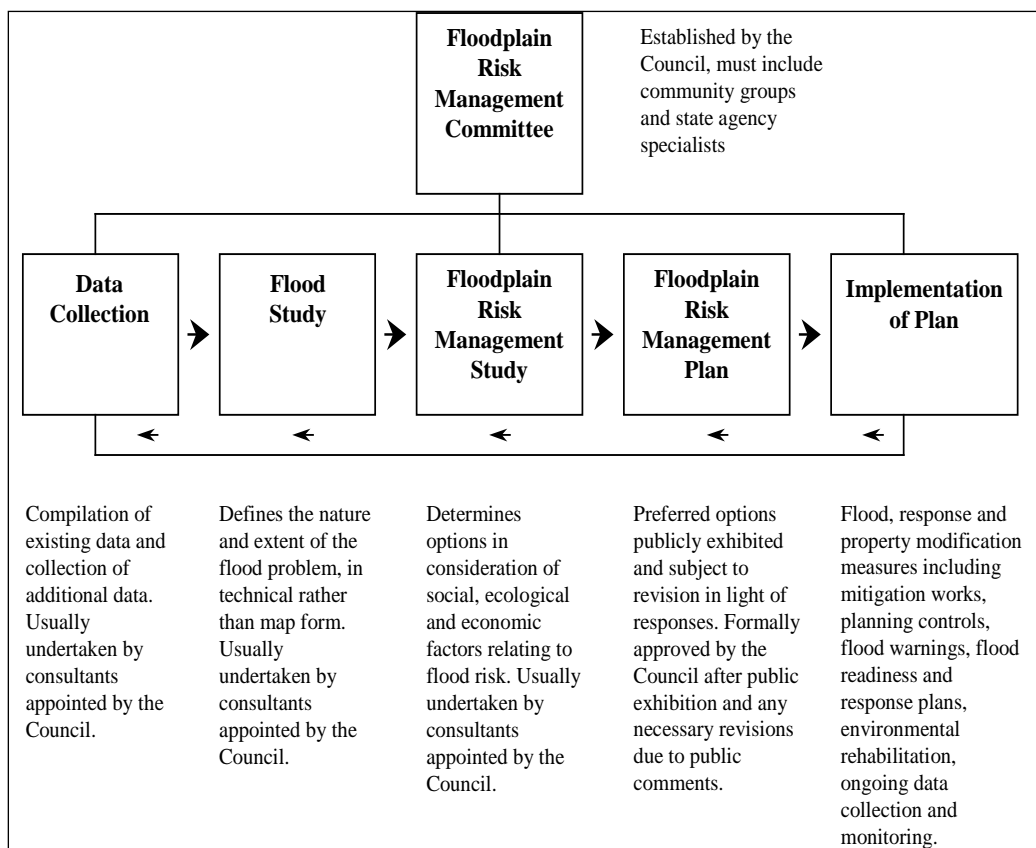 Floodplain
Risk
Management
Committee
Established by the
Council, must include
community groups
and state agency
specialists
Data
Collection
Flood
Study
Floodplain
Risk
Management
Study
Floodplain
Risk
Management
Plan
Implementation
of Plan
Compilation of
existing data and
collection of
additional data.
Usually
undertaken by
consultants
appointed by the
Council.
Defines the nature
and extent of the
flood problem, in
technical rather
than map form.
Usually
undertaken by
consultants
appointed by the
Council.
Determines
options in
consideration of
social, ecological
and economic
factors relating to
flood risk. Usually
undertaken by
consultants
appointed by the
Council.
Preferred options
publicly exhibited
and subject to
revision in light of
responses. Formally
approved by the
Council after public
exhibition and any
necessary revisions
due to public
comments.
Flood, response and
property modification
measures including
mitigation works,
planning controls,
flood warnings, flood
readiness and
response plans,
environmental
rehabilitation,
ongoing data
collection and
monitoring.